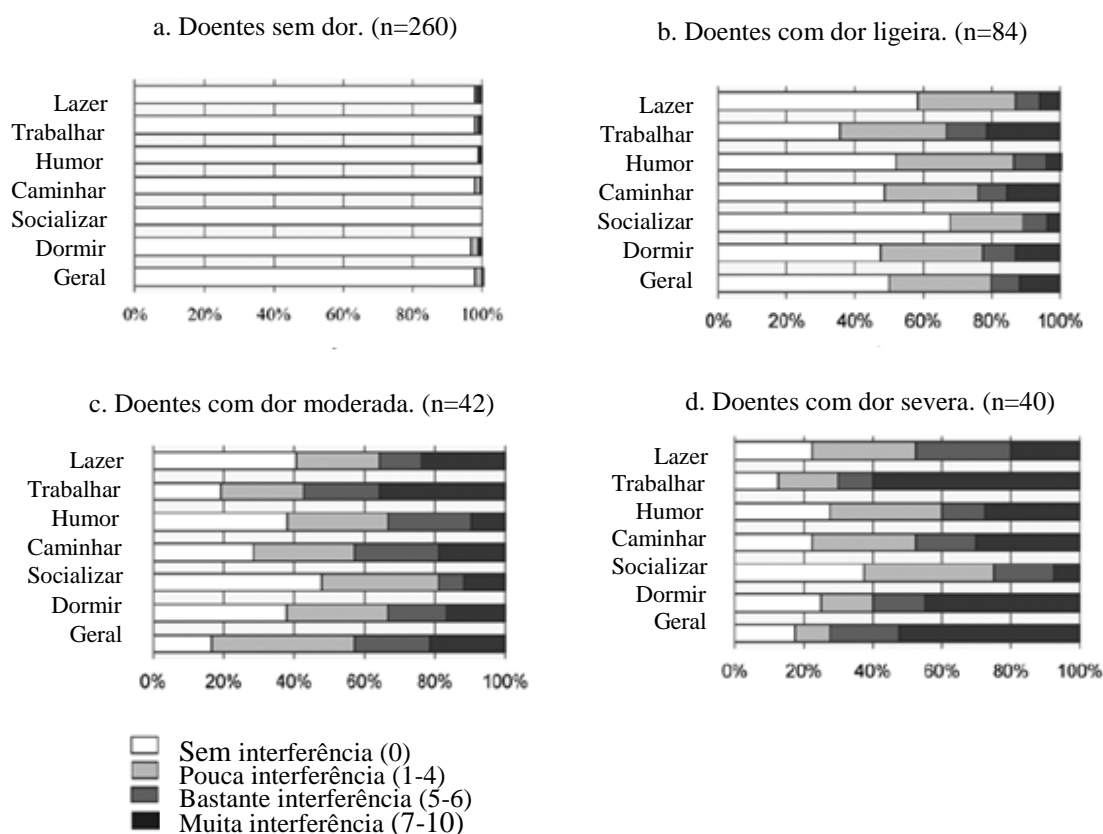 a. Doentes sem dor. (n=260)
Lazer
Trabalhar
Humor
Caminhar
Socializar
Dormir
Geral
0% 20% 40% 60% 80% 100%
b. Doentes com dor ligeira. (n=84)
Lazer
Trabalhar
Humor
Caminhar
Socializar
Dormir
Geral
0% 20% 40% 60% 80% 100%
c. Doentes com dor moderada. (n=42)
Lazer
Trabalhar
Humor
Caminhar
Socializar
Dormir
Geral
0% 20% 40% 60% 80% 100%
d. Doentes com dor severa. (n=40)
Lazer
Trabalhar
Humor
Caminhar
Socializar
Dormir
Geral
0% 20% 40% 60% 80% 100%
Sem interferência (0)
Pouca interferência (1-4)
Bastante interferência (5-6)
Muita interferência (7-10)